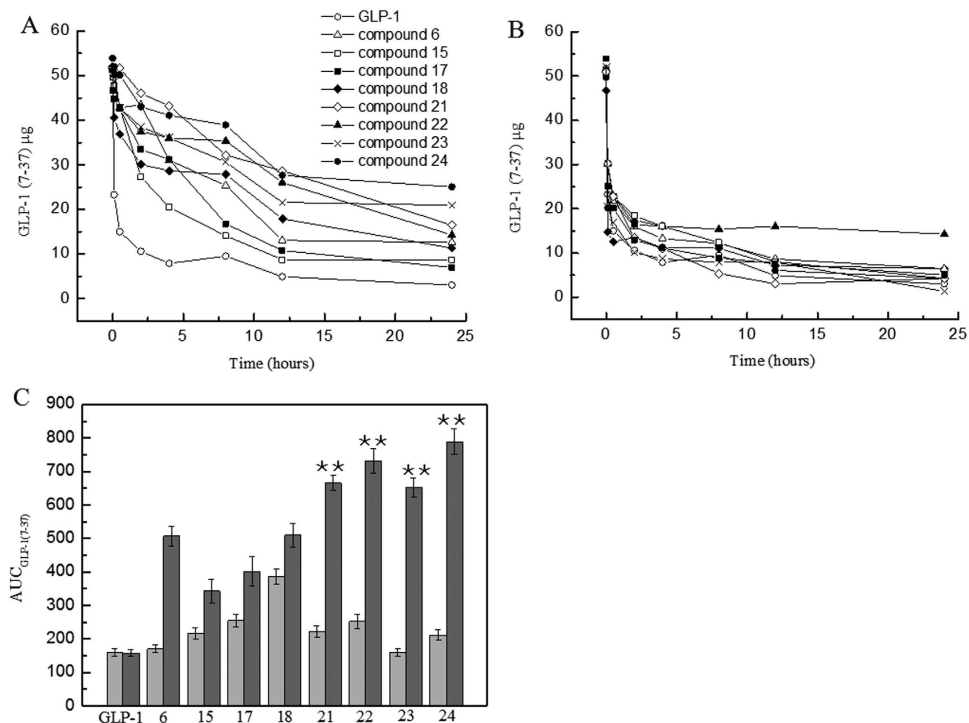 A
GLP-1
compound 6
compound 15
compound 17
compound 18
compound 21
compound 22
compound 23
compound 24
60
50
40
30
20
10
0
GLP-1 (7-37) µg
0 5 10 15 20 25
Time (hours)
B
60
50
40
30
20
10
0
GLP-1 (7-37) µg
0 5 10 15 20 25
Time (hours)
C
900
800
700
600
500
400
300
200
100
0
AUC GLP-1(7-37)
★★ ★★ ★★ ★★
GLP-1 6 15 17 18 21 22 23 24